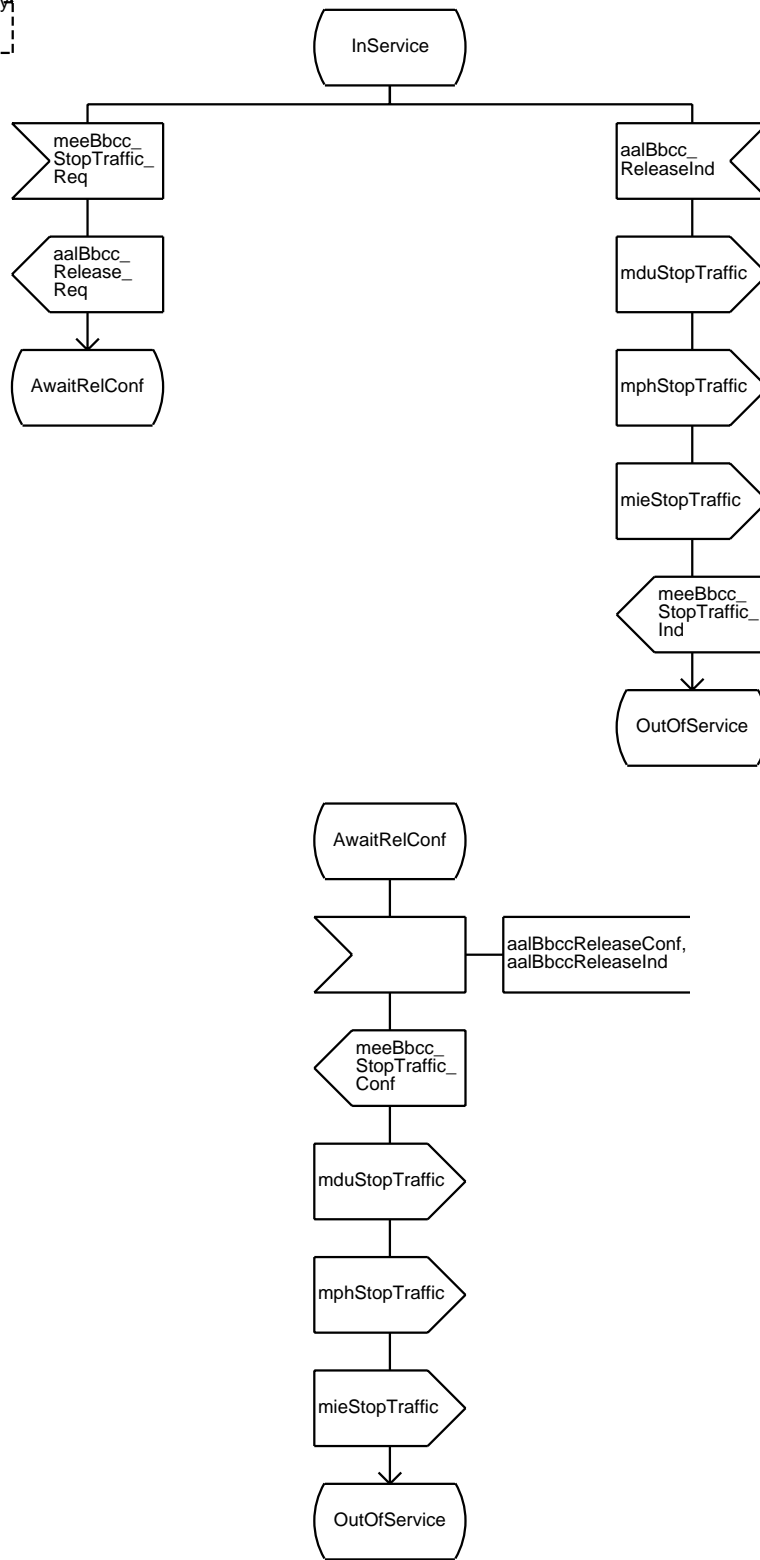 InService
meeBbcc_
StopTraffic_
Req
aalBbcc_
Release_
Req
AwaitRelConf
aalBbcc_
ReleaseInd
mduStopTraffic
mphStopTraffic
mieStopTraffic
meeBbcc_
StopTraffic_
Ind
OutOfService
AwaitRelConf
aalBbccReleaseConf,
aalBbccReleaseInd
meeBbcc_
StopTraffic_
Conf
mduStopTraffic
mphStopTraffic
mieStopTraffic
OutOfService